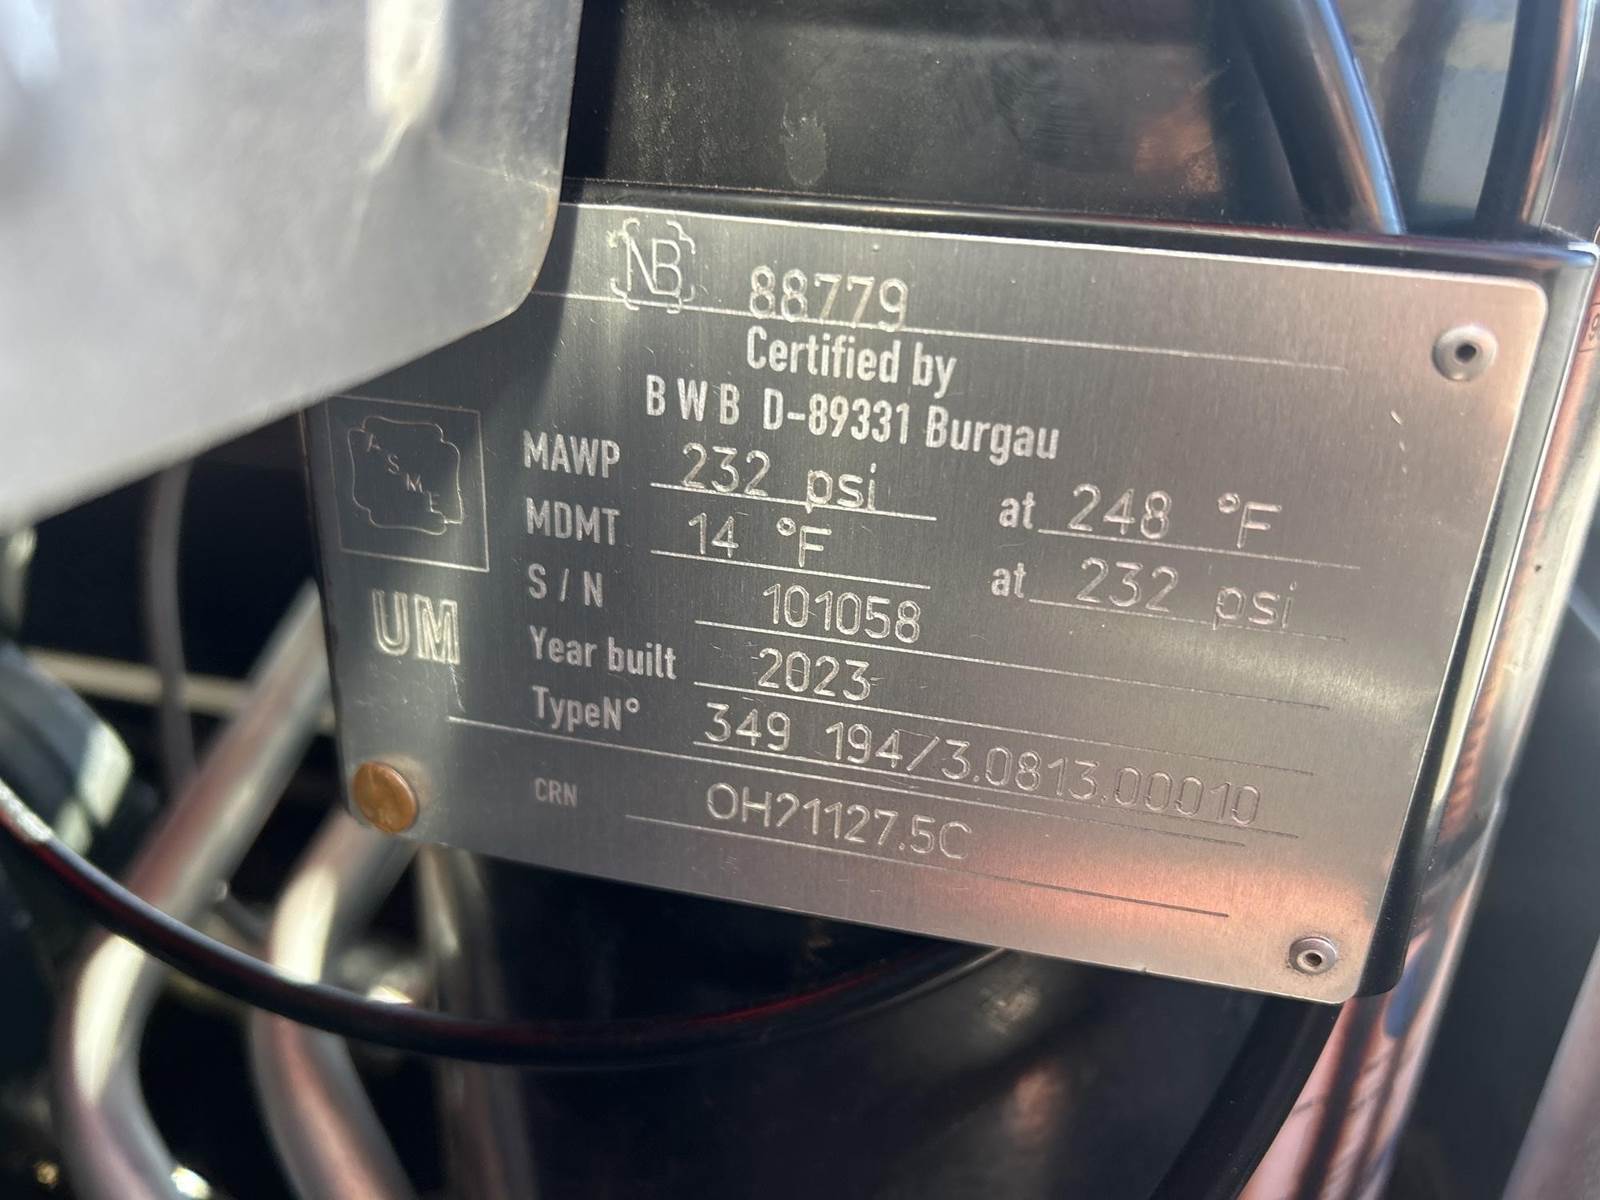 NB 88779
Certified by
B W B D-89331 Burgau
ASME
UM
MAWP 232 psi at 248 °F
MDMT 14 °F at 232 psi
S / N 101058
Year built 2023
TypeN° 349 194/3.0813.00010
CRN OH21127.5C